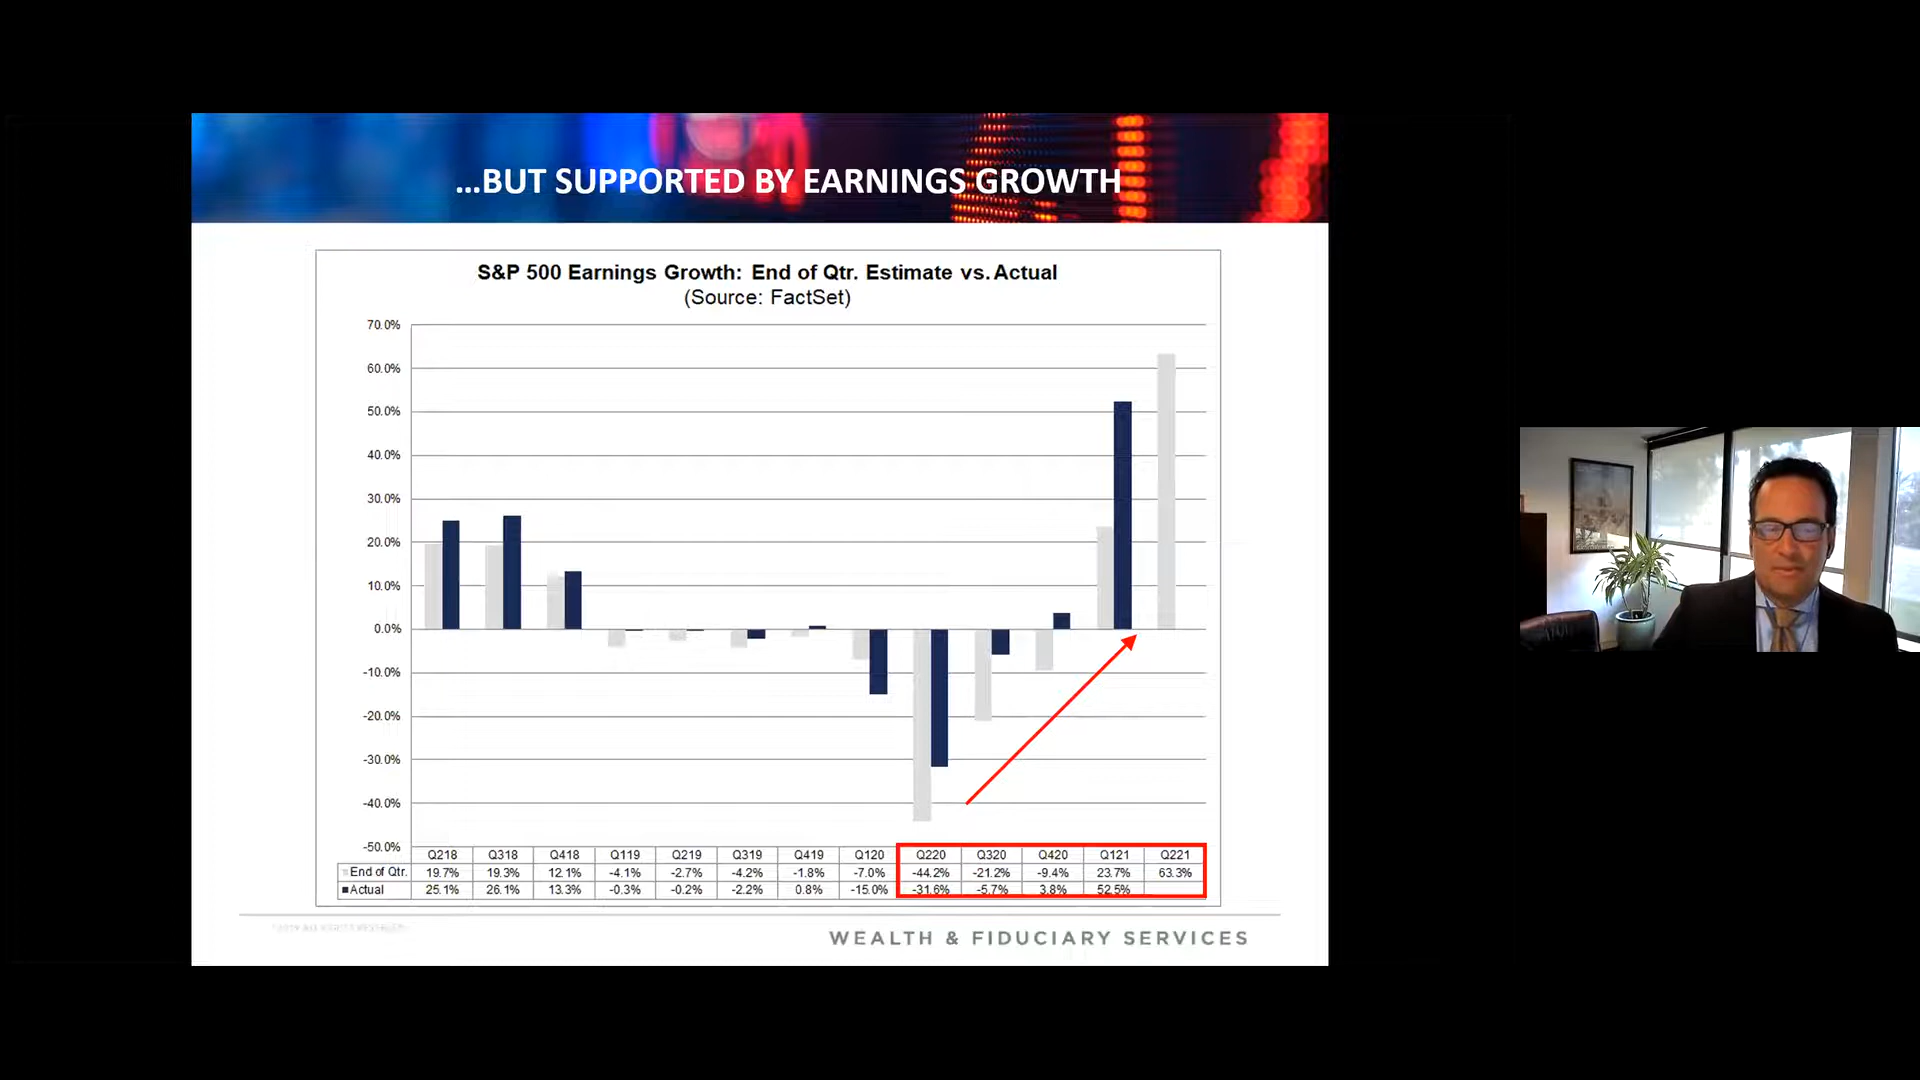 ...BUT SUPPORTED BY EARNINGS GROWTH
S&P 500 Earnings Growth: End of Qtr. Estimate vs. Actual
(Source: FactSet)
70.0%
60.0%
50.0%
40.0%
30.0%
20.0%
10.0%
0.0%
-10.0%
-20.0%
-30.0%
-40.0%
-50.0%
Q218 Q318 Q418 Q119 Q219 Q319 Q419 Q120 Q220 Q320 Q420 Q121 Q221
End of Qtr. 19.7% 19.3% 12.1% -4.1% -2.7% -4.2% -1.8% -7.0% -44.2% -21.2% -9.4% 23.7% 63.3%
Actual 25.1% 26.1% 13.3% -0.3% -0.2% -2.2% 0.8% -15.0% -31.6% -5.7% 3.8% 52.5%
WEALTH & FIDUCIARY SERVICES